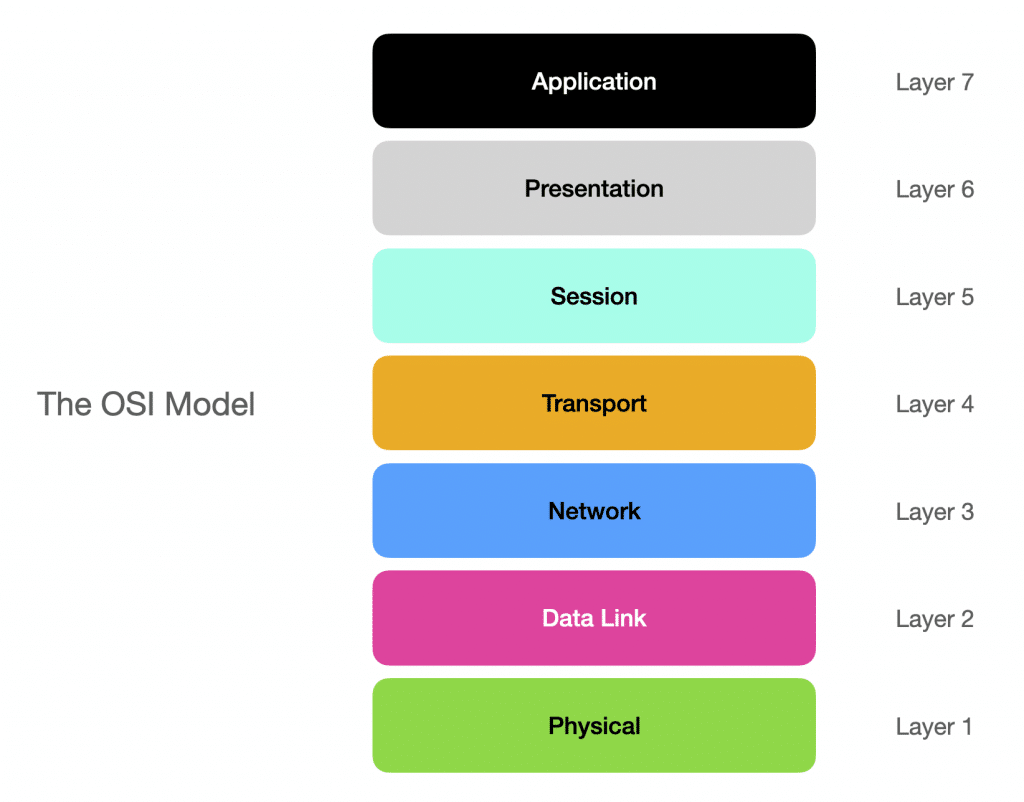 Application
Layer 7
Presentation
Layer 6
Session
Layer 5
The OSI Model
Transport
Layer 4
Network
Layer 3
Data Link
Layer 2
Physical
Layer 1